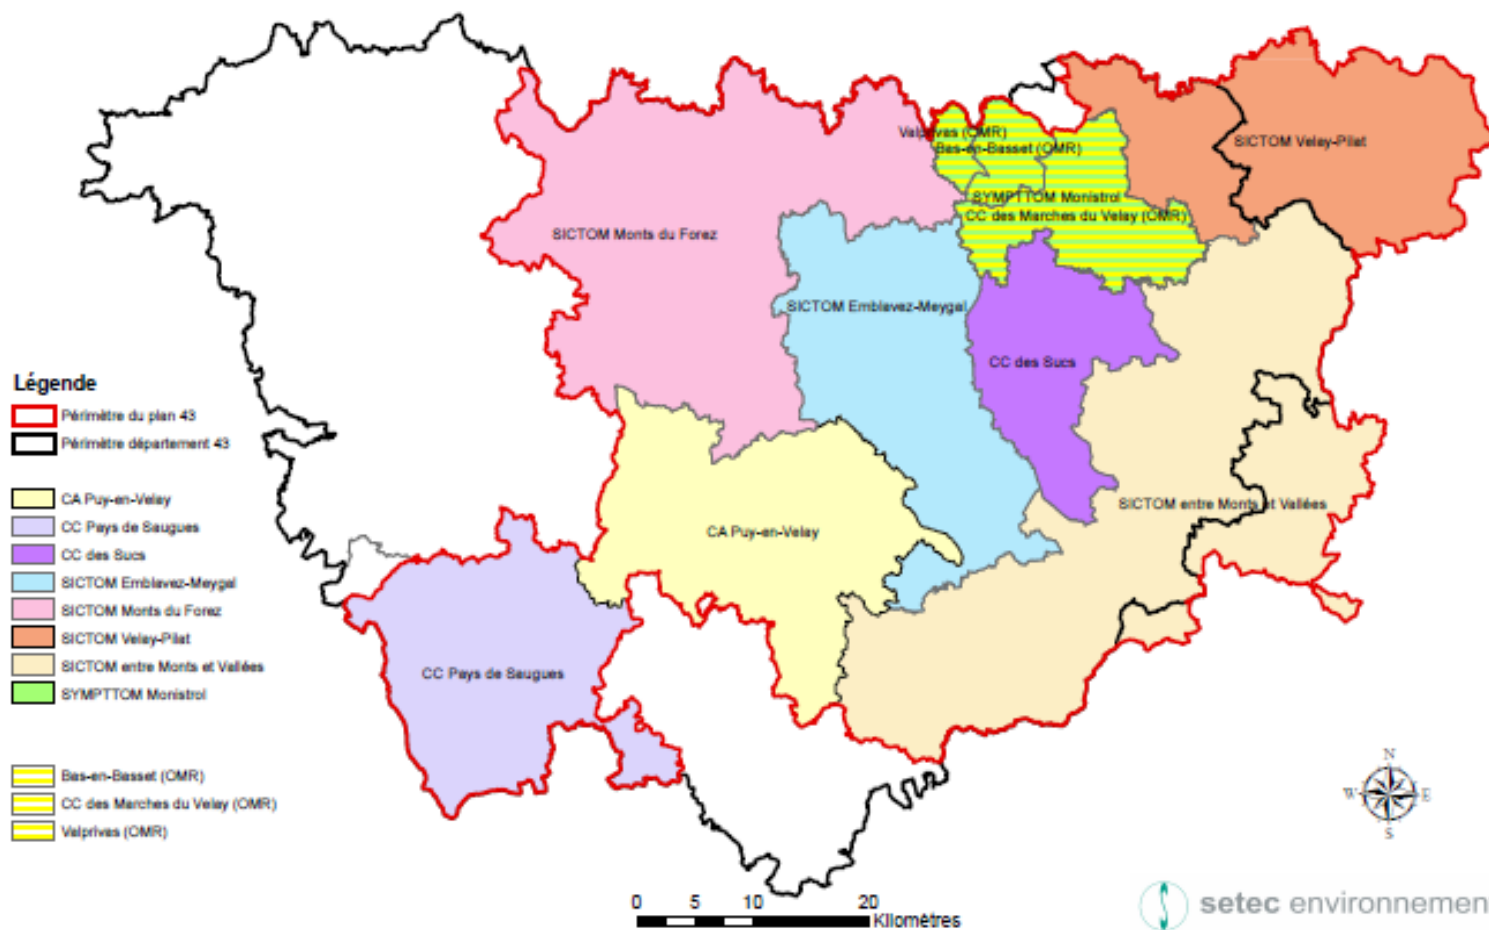 Valprivas (OMR)
Bas-en-Basset (OMR)
SICTOM Velay-Pilat
SYMPTTOM Monistrol
CC des Marches du Velay (OMR)
SICTOM Monts du Forez
SICTOM Emblavez-Meygal
CC des Sucs
SICTOM entre Monts et Vallées
CA Puy-en-Velay
CC Pays de Saugues
Légende
Périmètre du plan 43
Périmètre département 43
CA Puy-en-Velay
CC Pays de Saugues
CC des Sucs
SICTOM Emblavez-Meygal
SICTOM Monts du Forez
SICTOM Velay-Pilat
SICTOM entre Monts et Vallées
SYMPTTOM Monistrol
Bas-en-Basset (OMR)
CC des Marches du Velay (OMR)
Valprivas (OMR)
N
W E
S
0 5 10 20
Kilomètres
setec environnemen